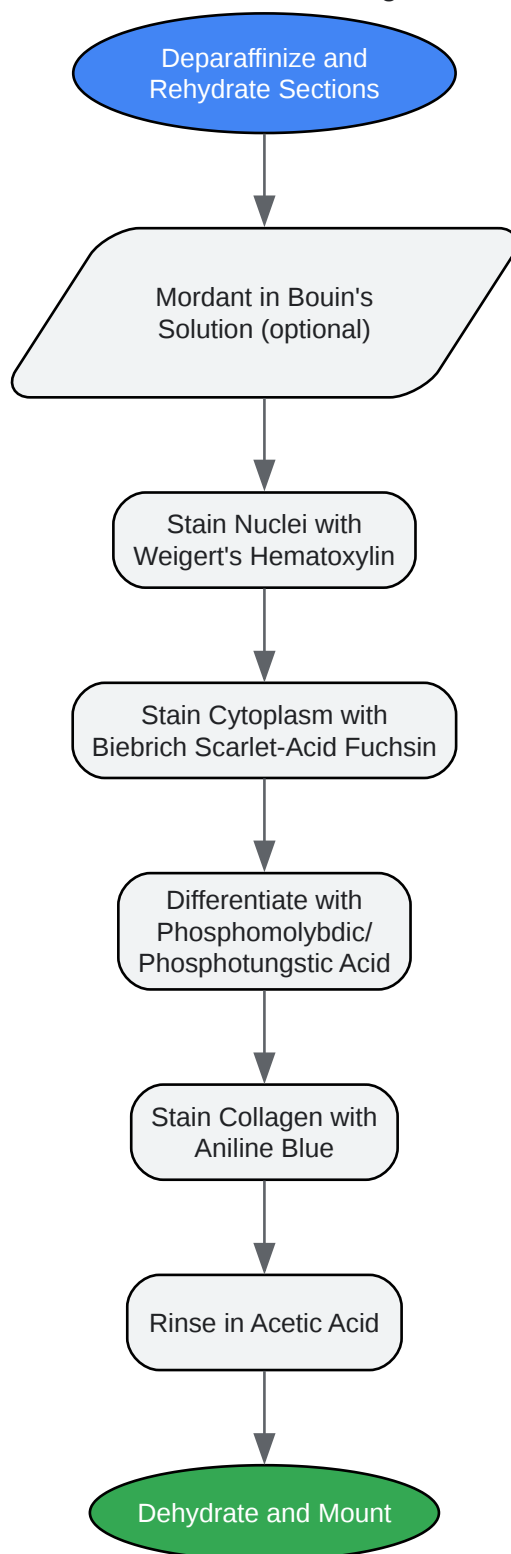 Deparaffinize and
Rehydrate Sections
Mordant in Bouin's
Solution (optional)
Stain Nuclei with
Weigert's Hematoxylin
Stain Cytoplasm with
Biebrich Scarlet-Acid Fuchsin
Differentiate with
Phosphomolybdic/
Phosphotungstic Acid
Stain Collagen with
Aniline Blue
Rinse in Acetic Acid
Dehydrate and Mount